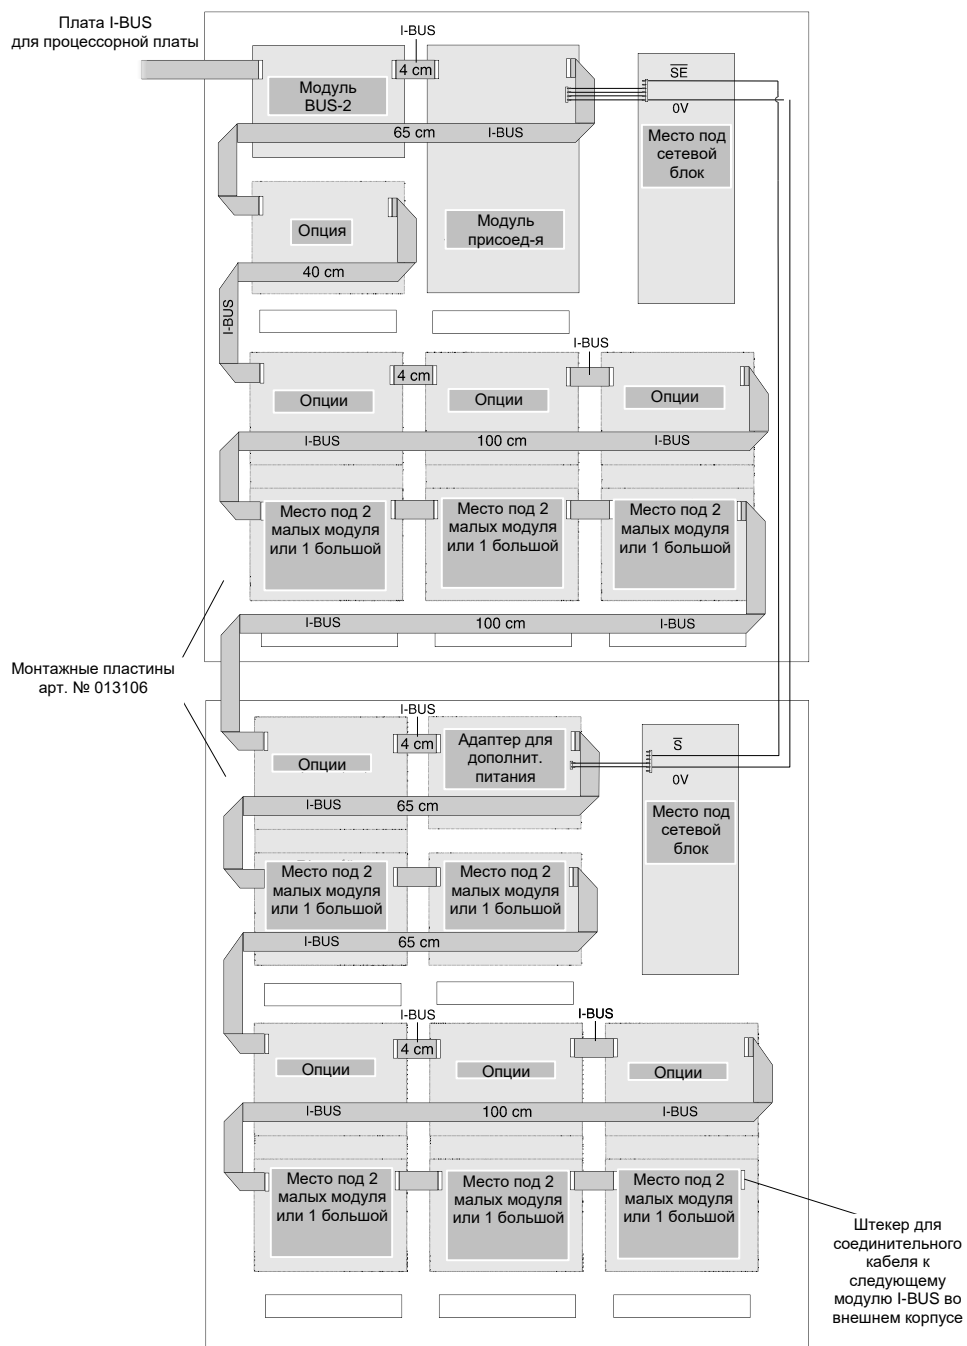 Плата I-BUS
для процессорной платы
I-BUS
4 cm
Модуль
BUS-2
SE
0V
65 cm
I-BUS
Место под
сетевой
блок
Опция
Модуль
присоед-я
40 cm
I-BUS
I-BUS
4 cm
Опции
Опции
Опции
I-BUS
100 cm
I-BUS
Место под 2
малых модуля
или 1 большой
Место под 2
малых модуля
или 1 большой
Место под 2
малых модуля
или 1 большой
I-BUS
100 cm
I-BUS
Монтажные пластины
арт. № 013106
I-BUS
4 cm
Опции
Адаптер для
дополнит.
питания
S
0V
I-BUS
65 cm
Место под
сетевой
блок
Место под 2
малых модуля
или 1 большой
Место под 2
малых модуля
или 1 большой
I-BUS
65 cm
I-BUS
I-BUS
4 cm
Опции
Опции
Опции
I-BUS
100 cm
I-BUS
Место под 2
малых модуля
или 1 большой
Место под 2
малых модуля
или 1 большой
Место под 2
малых модуля
или 1 большой
Штекер для
соединительного
кабеля к
следующему
модулю I-BUS во
внешнем корпусе